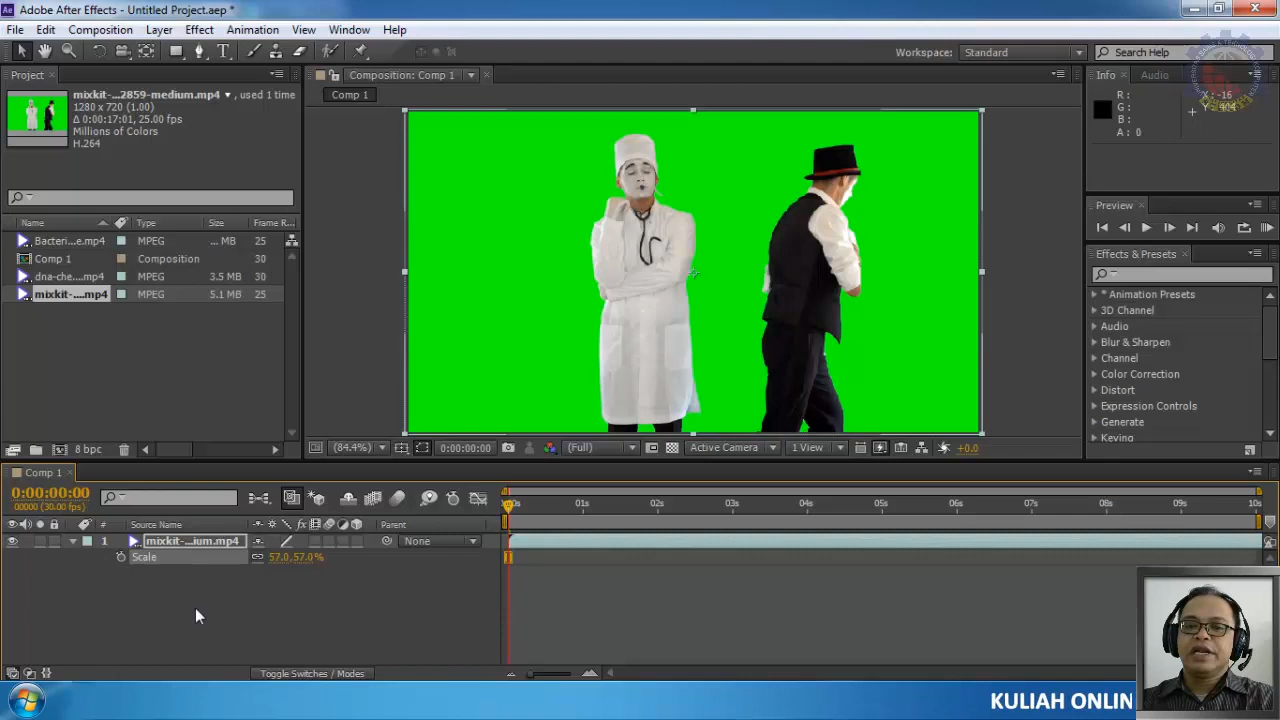 Adobe After Effects - Untitled Project.aep *
File Edit Composition Layer Effect Animation View Window Help
Workspace: Standard Search Help
Project Composition: Comp 1 Info Audio
mixkit-...2859-medium.mp4 , used 1 time
1280 x 720 (1.00)
Δ 0:00:17:01, 25.00 fps
Millions of Colors
H.264
Comp 1
R : X : -16
G : Y : 404
B :
A : 0
Preview
Name Type Size Frame R...
Bacteri...e.mp4 MPEG ... MB 25
Comp 1 Composition 30
dna-che....mp4 MPEG 3.5 MB 30
mixkit-....mp4 MPEG 5.1 MB 25
Effects & Presets
* Animation Presets
3D Channel
Audio
Blur & Sharpen
Channel
Color Correction
Distort
Expression Controls
Generate
Keying
8 bpc (84.4%) 0:00:00:00 (Full) Active Camera 1 View +0.0
Comp 1
0:00:00:00
00000 (30.00 fps)
01s 02s 03s 04s 05s 06s 07s 08s 09s 10s
# Source Name Parent
1 mixkit-...ium.mp4 None
Scale 57.0,57.0%
Toggle Switches / Modes
KULIAH ONLIN